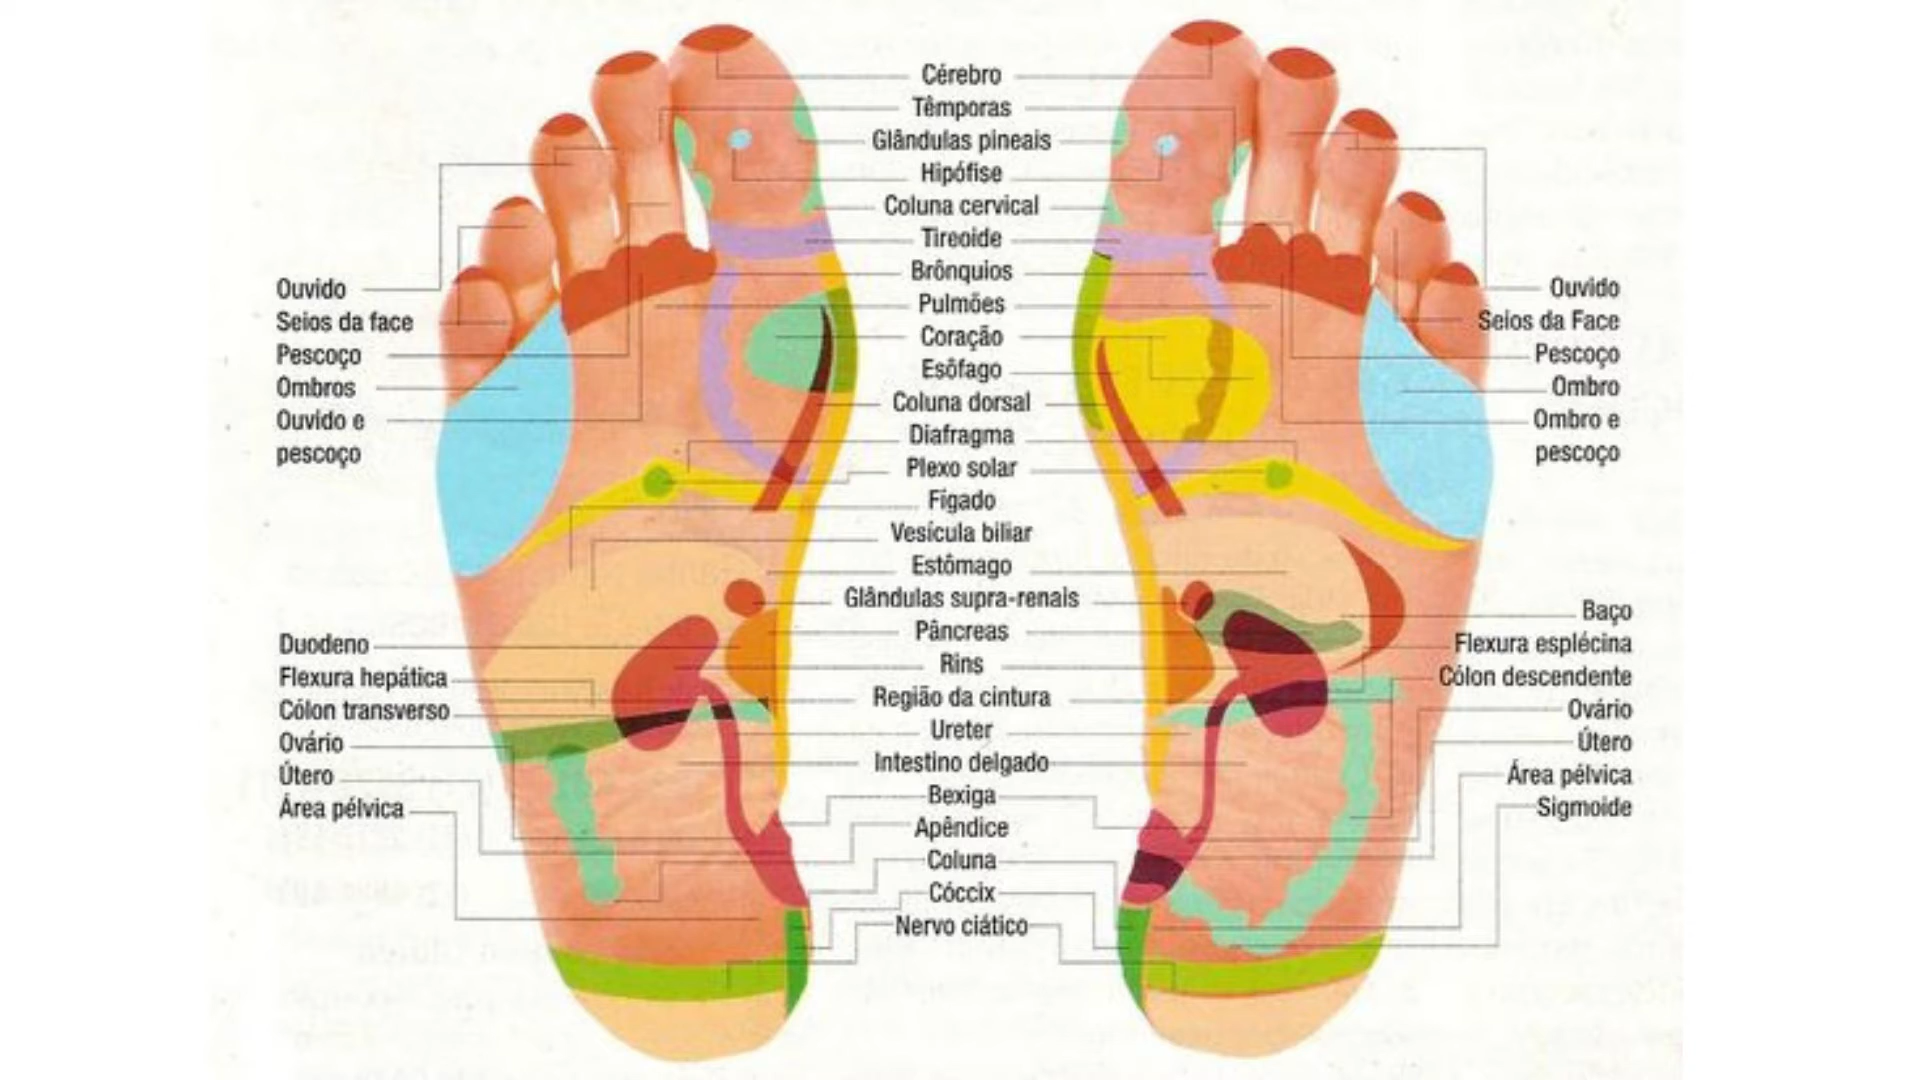 Cérebro
Têmporas
Glândulas pineais
Hipófise
Coluna cervical
Tireoide
Brônquios
Pulmões
Coração
Esôfago
Coluna dorsal
Diafragma
Plexo solar
Fígado
Vesícula biliar
Estômago
Glândulas supra-renais
Pâncreas
Rins
Região da cintura
Ureter
Intestino delgado
Bexiga
Apêndice
Coluna
Cóccix
Nervo ciático
Ouvido
Seios da face
Pescoço
Ombros
Ouvido e
pescoço
Duodeno
Flexura hepática
Cólon transverso
Ovário
Útero
Área pélvica
Ouvido
Seios da Face
Pescoço
Ombro
Ombro e
pescoço
Baço
Flexura esplécina
Cólon descendente
Ovário
Útero
Área pélvica
Sigmoide